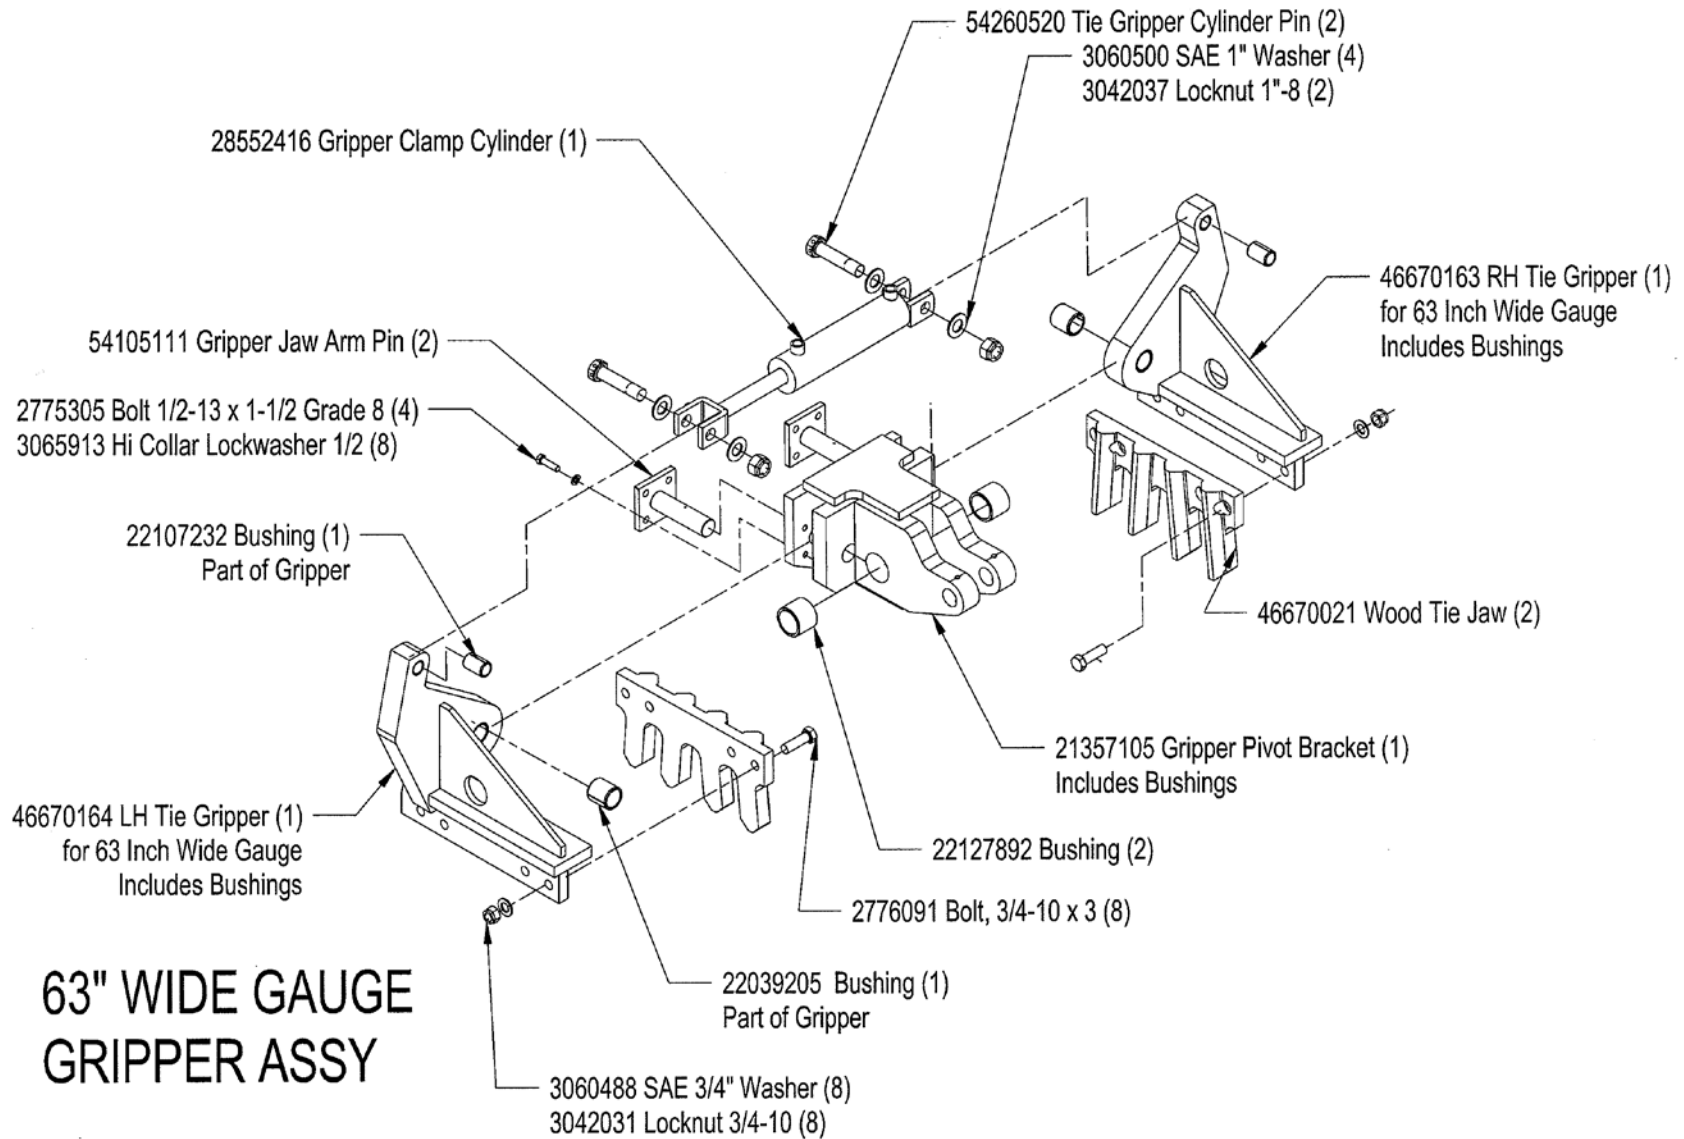 54260520 Tie Gripper Cylinder Pin (2)
3060500 SAE 1" Washer (4)
3042037 Locknut 1"-8 (2)
28552416 Gripper Clamp Cylinder (1)
46670163 RH Tie Gripper (1)
for 63 Inch Wide Gauge
Includes Bushings
54105111 Gripper Jaw Arm Pin (2)
2775305 Bolt 1/2-13 x 1-1/2 Grade 8 (4)
3065913 Hi Collar Lockwasher 1/2 (8)
22107232 Bushing (1)
Part of Gripper
46670021 Wood Tie Jaw (2)
21357105 Gripper Pivot Bracket (1)
Includes Bushings
46670164 LH Tie Gripper (1)
for 63 Inch Wide Gauge
Includes Bushings
22127892 Bushing (2)
2776091 Bolt, 3/4-10 x 3 (8)
22039205 Bushing (1)
Part of Gripper
63" WIDE GAUGE
GRIPPER ASSY
3060488 SAE 3/4" Washer (8)
3042031 Locknut 3/4-10 (8)